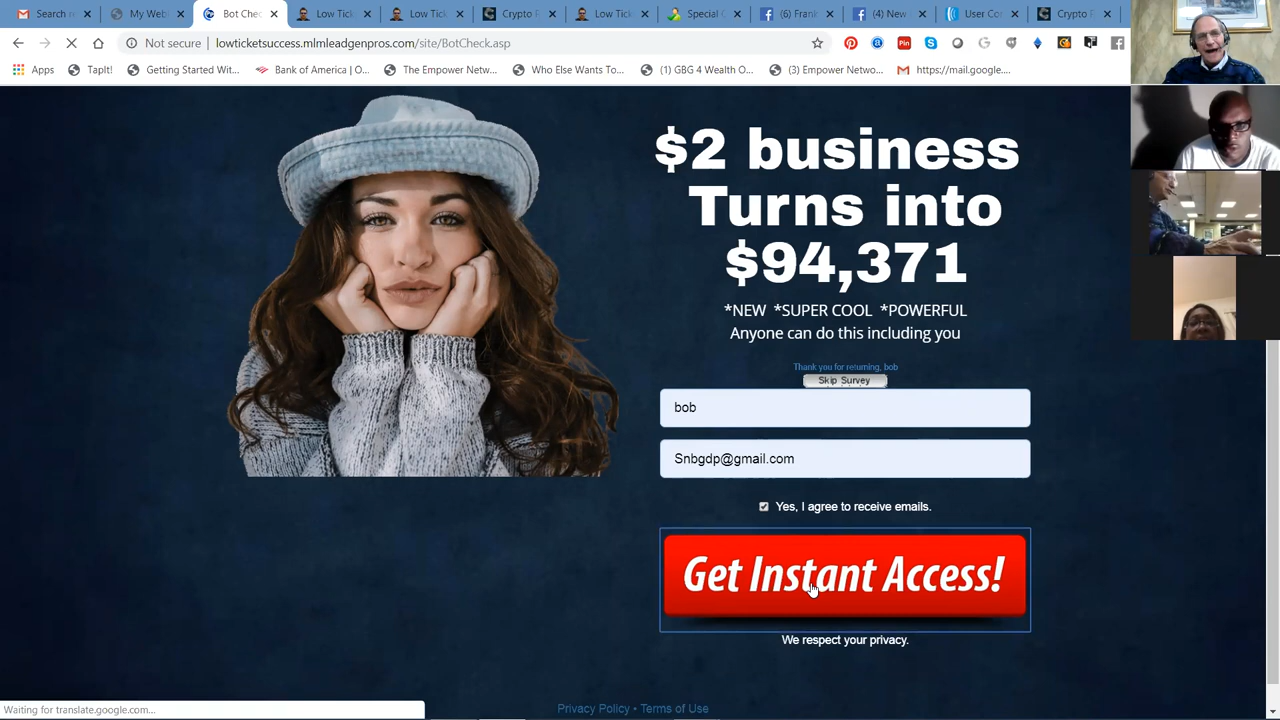 Search r
My Web
Bot Chec
Low Tick
Low Tick
Crypto F
Low Tick
Special C
(6) Frank
(4) New
User Cor
Crypto F
Not secure
lowticketsuccess.mlmleadgenpros.com/site/BotCheck.asp
Apps
TapIt!
Getting Started Wit...
Bank of America | O...
The Empower Netw...
Who Else Wants To...
(1) GBG 4 Wealth O...
(3) Empower Netwo...
https://mail.google....
$2 business
Turns into
$94,371
*NEW *SUPER COOL *POWERFUL
Anyone can do this including you
Thank you for returning, bob
Skip Survey
bob
Snbgdp@gmail.com
Yes, I agree to receive emails.
Get Instant Access!
We respect your privacy.
Privacy Policy • Terms of Use
Waiting for translate.google.com...